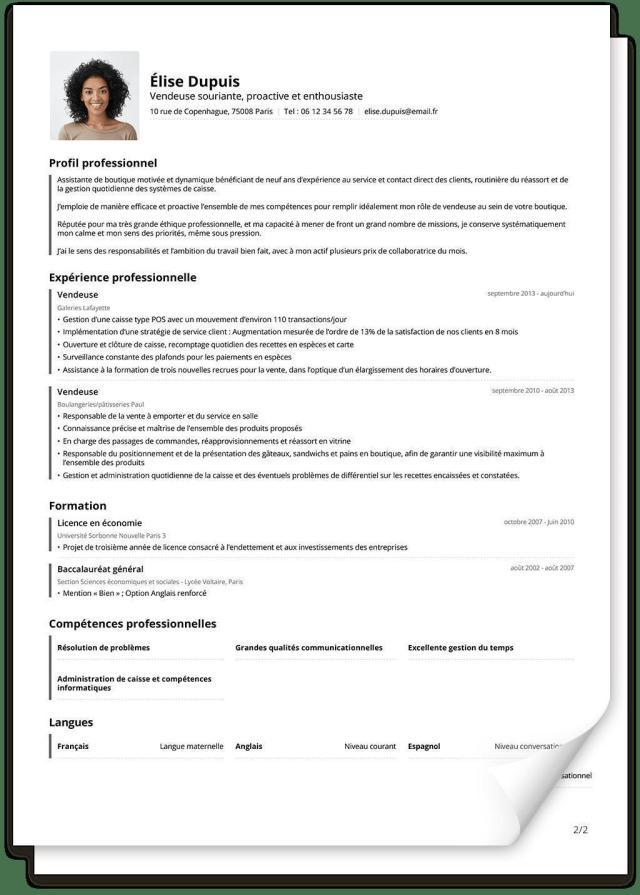 Élise Dupuis
Vendeuse souriante, proactive et enthousiaste
10 rue de Copenhague, 75008 Paris | Tel : 06 12 34 56 78 | elise.dupuis@email.fr
Profil professionnel
Assistante de boutique motivée et dynamique bénéficiant de neuf ans d'expérience au service et contact direct des clients, routinière du réassort et de
la gestion quotidienne des systèmes de caisse.
J'emploie de manière efficace et proactive l'ensemble de mes compétences pour remplir idéalement mon rôle de vendeuse au sein de votre boutique.
Réputée pour ma très grande éthique professionnelle, et ma capacité à mener de front un grand nombre de missions, je conserve systématiquement
mon calme et mon sens des priorités, même sous pression.
J'ai le sens des responsabilités et l'ambition du travail bien fait, avec à mon actif plusieurs prix de collaboratrice du mois.
Expérience professionnelle
Vendeuse septembre 2013 - aujourd'hui
Galeries Lafayette
• Gestion d'une caisse type POS avec un mouvement d'environ 110 transactions/jour
• Implémentation d'une stratégie de service client : Augmentation mesurée de l'ordre de 13% de la satisfaction de nos clients en 8 mois
• Ouverture et clôture de caisse, recomptage quotidien des recettes en espèces et carte
• Surveillance constante des plafonds pour les paiements en espèces
• Assistance à la formation de trois nouvelles recrues pour la vente, dans l'optique d'un élargissement des horaires d'ouverture.
Vendeuse septembre 2010 - août 2013
Boulangeries/pâtisseries Paul
• Responsable de la vente à emporter et du service en salle
• Connaissance précise et maîtrise de l'ensemble des produits proposés
• En charge des passages de commandes, réapprovisionnements et réassort en vitrine
• Responsable du positionnement et de la présentation des gâteaux, sandwichs et pains en boutique, afin de garantir une visibilité maximum à
l'ensemble des produits
• Gestion et administration quotidienne de la caisse et des éventuels problèmes de différentiel sur les recettes encaissées et constatées.
Formation
Licence en économie octobre 2007 - Juin 2010
Université Sorbonne Nouvelle Paris 3
• Projet de troisième année de licence consacré à l'endettement et aux investissements des entreprises
Baccalauréat général août 2002 - août 2007
Section Sciences économiques et sociales - Lycée Voltaire, Paris
• Mention « Bien » ; Option Anglais renforcé
Compétences professionnelles
Résolution de problèmes Grandes qualités communicationnelles Excellente gestion du temps
Administration de caisse et compétences
informatiques
Langues
Français Langue maternelle Anglais Niveau courant Espagnol Niveau conversatio
sationnel
2/2